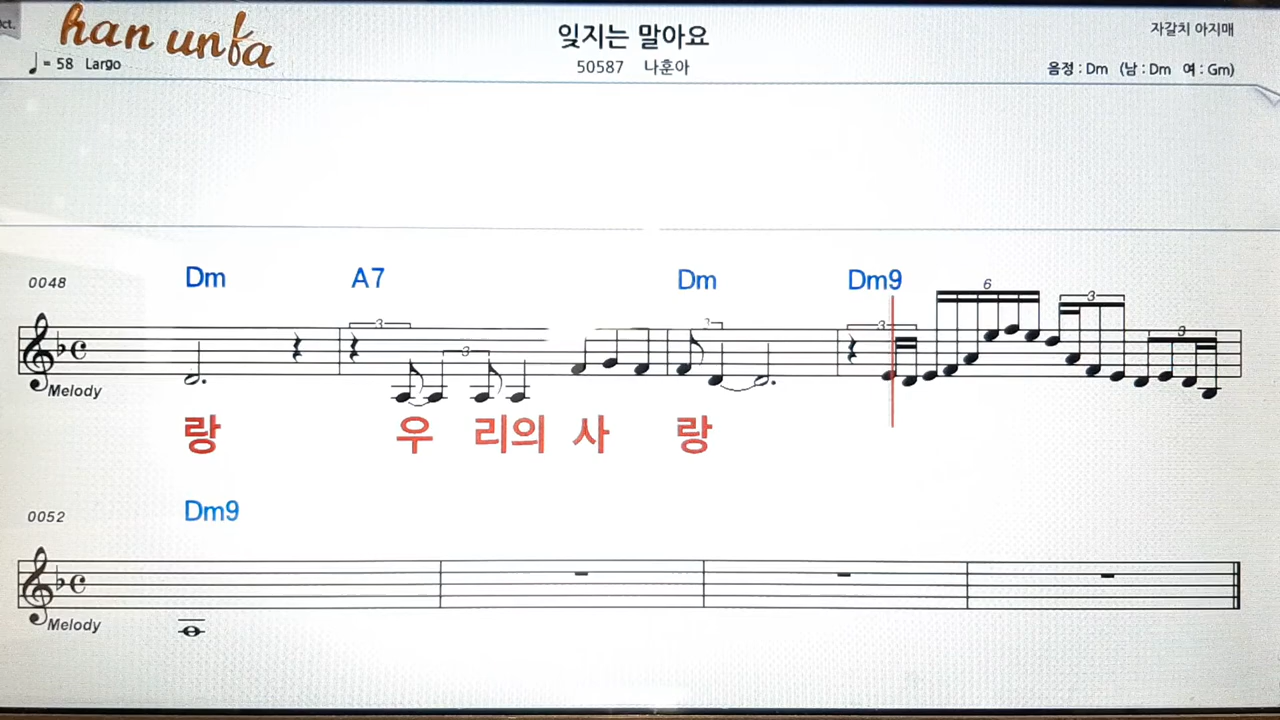 ct.
han unfa
잊지는 말아요
자갈치 아지매
♩ = 58 Largo
50587 나훈아
음정 : Dm (남 : Dm 여 : Gm)
0048 Dm A7 Dm Dm9
3 3 3 3 6 3 3
Melody
랑 우 리의 사 랑
0052 Dm9
Melody